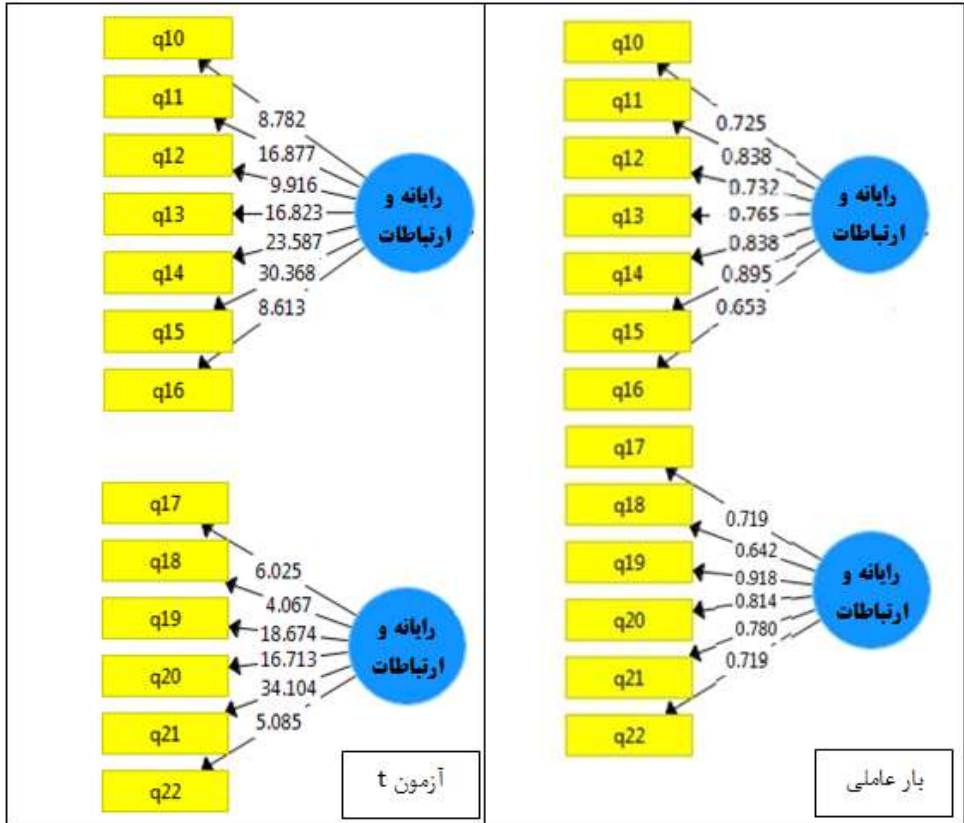 q10
q11
q12
q13
q14
q15
q16
8.782
16.877
9.916
16.823
23.587
30.368
8.613
رایانه و
ارتباطات
q17
q18
q19
q20
q21
q22
6.025
4.067
18.674
16.713
34.104
5.085
رایانه و
ارتباطات
آزمون t
q10
q11
q12
q13
q14
q15
q16
0.725
0.838
0.732
0.765
0.838
0.895
0.653
رایانه و
ارتباطات
q17
q18
q19
q20
q21
q22
0.719
0.642
0.918
0.814
0.780
0.719
رایانه و
ارتباطات
بار عاملی